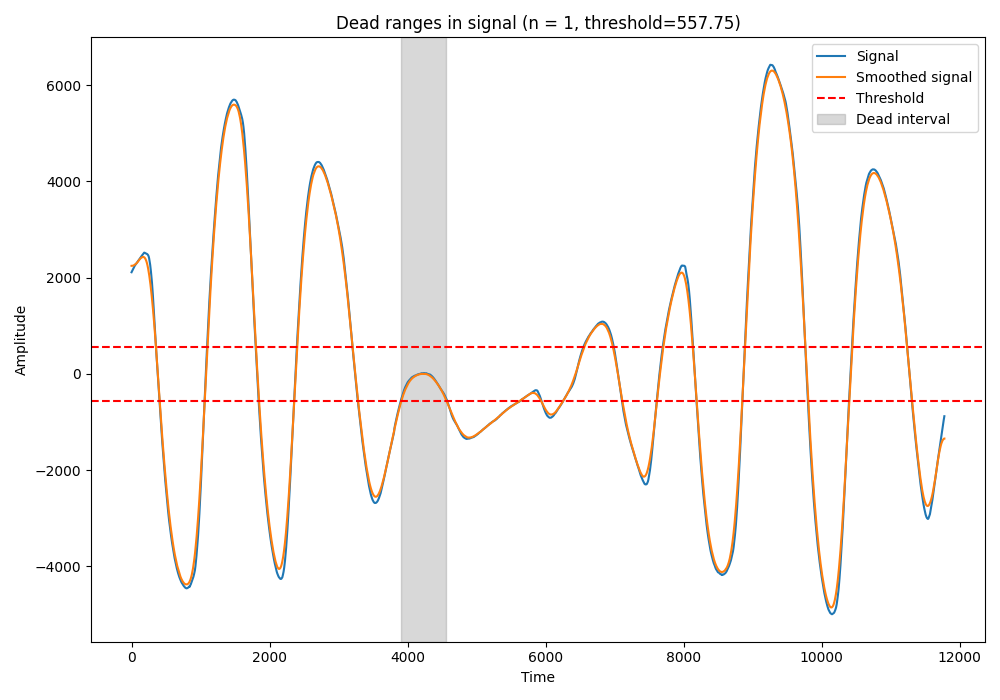 Dead ranges in signal (n = 1, threshold=557.75)
Signal
Smoothed signal
Threshold
Dead interval
6000
4000
2000
0
−2000
−4000
Amplitude
0
2000
4000
6000
8000
10000
12000
Time